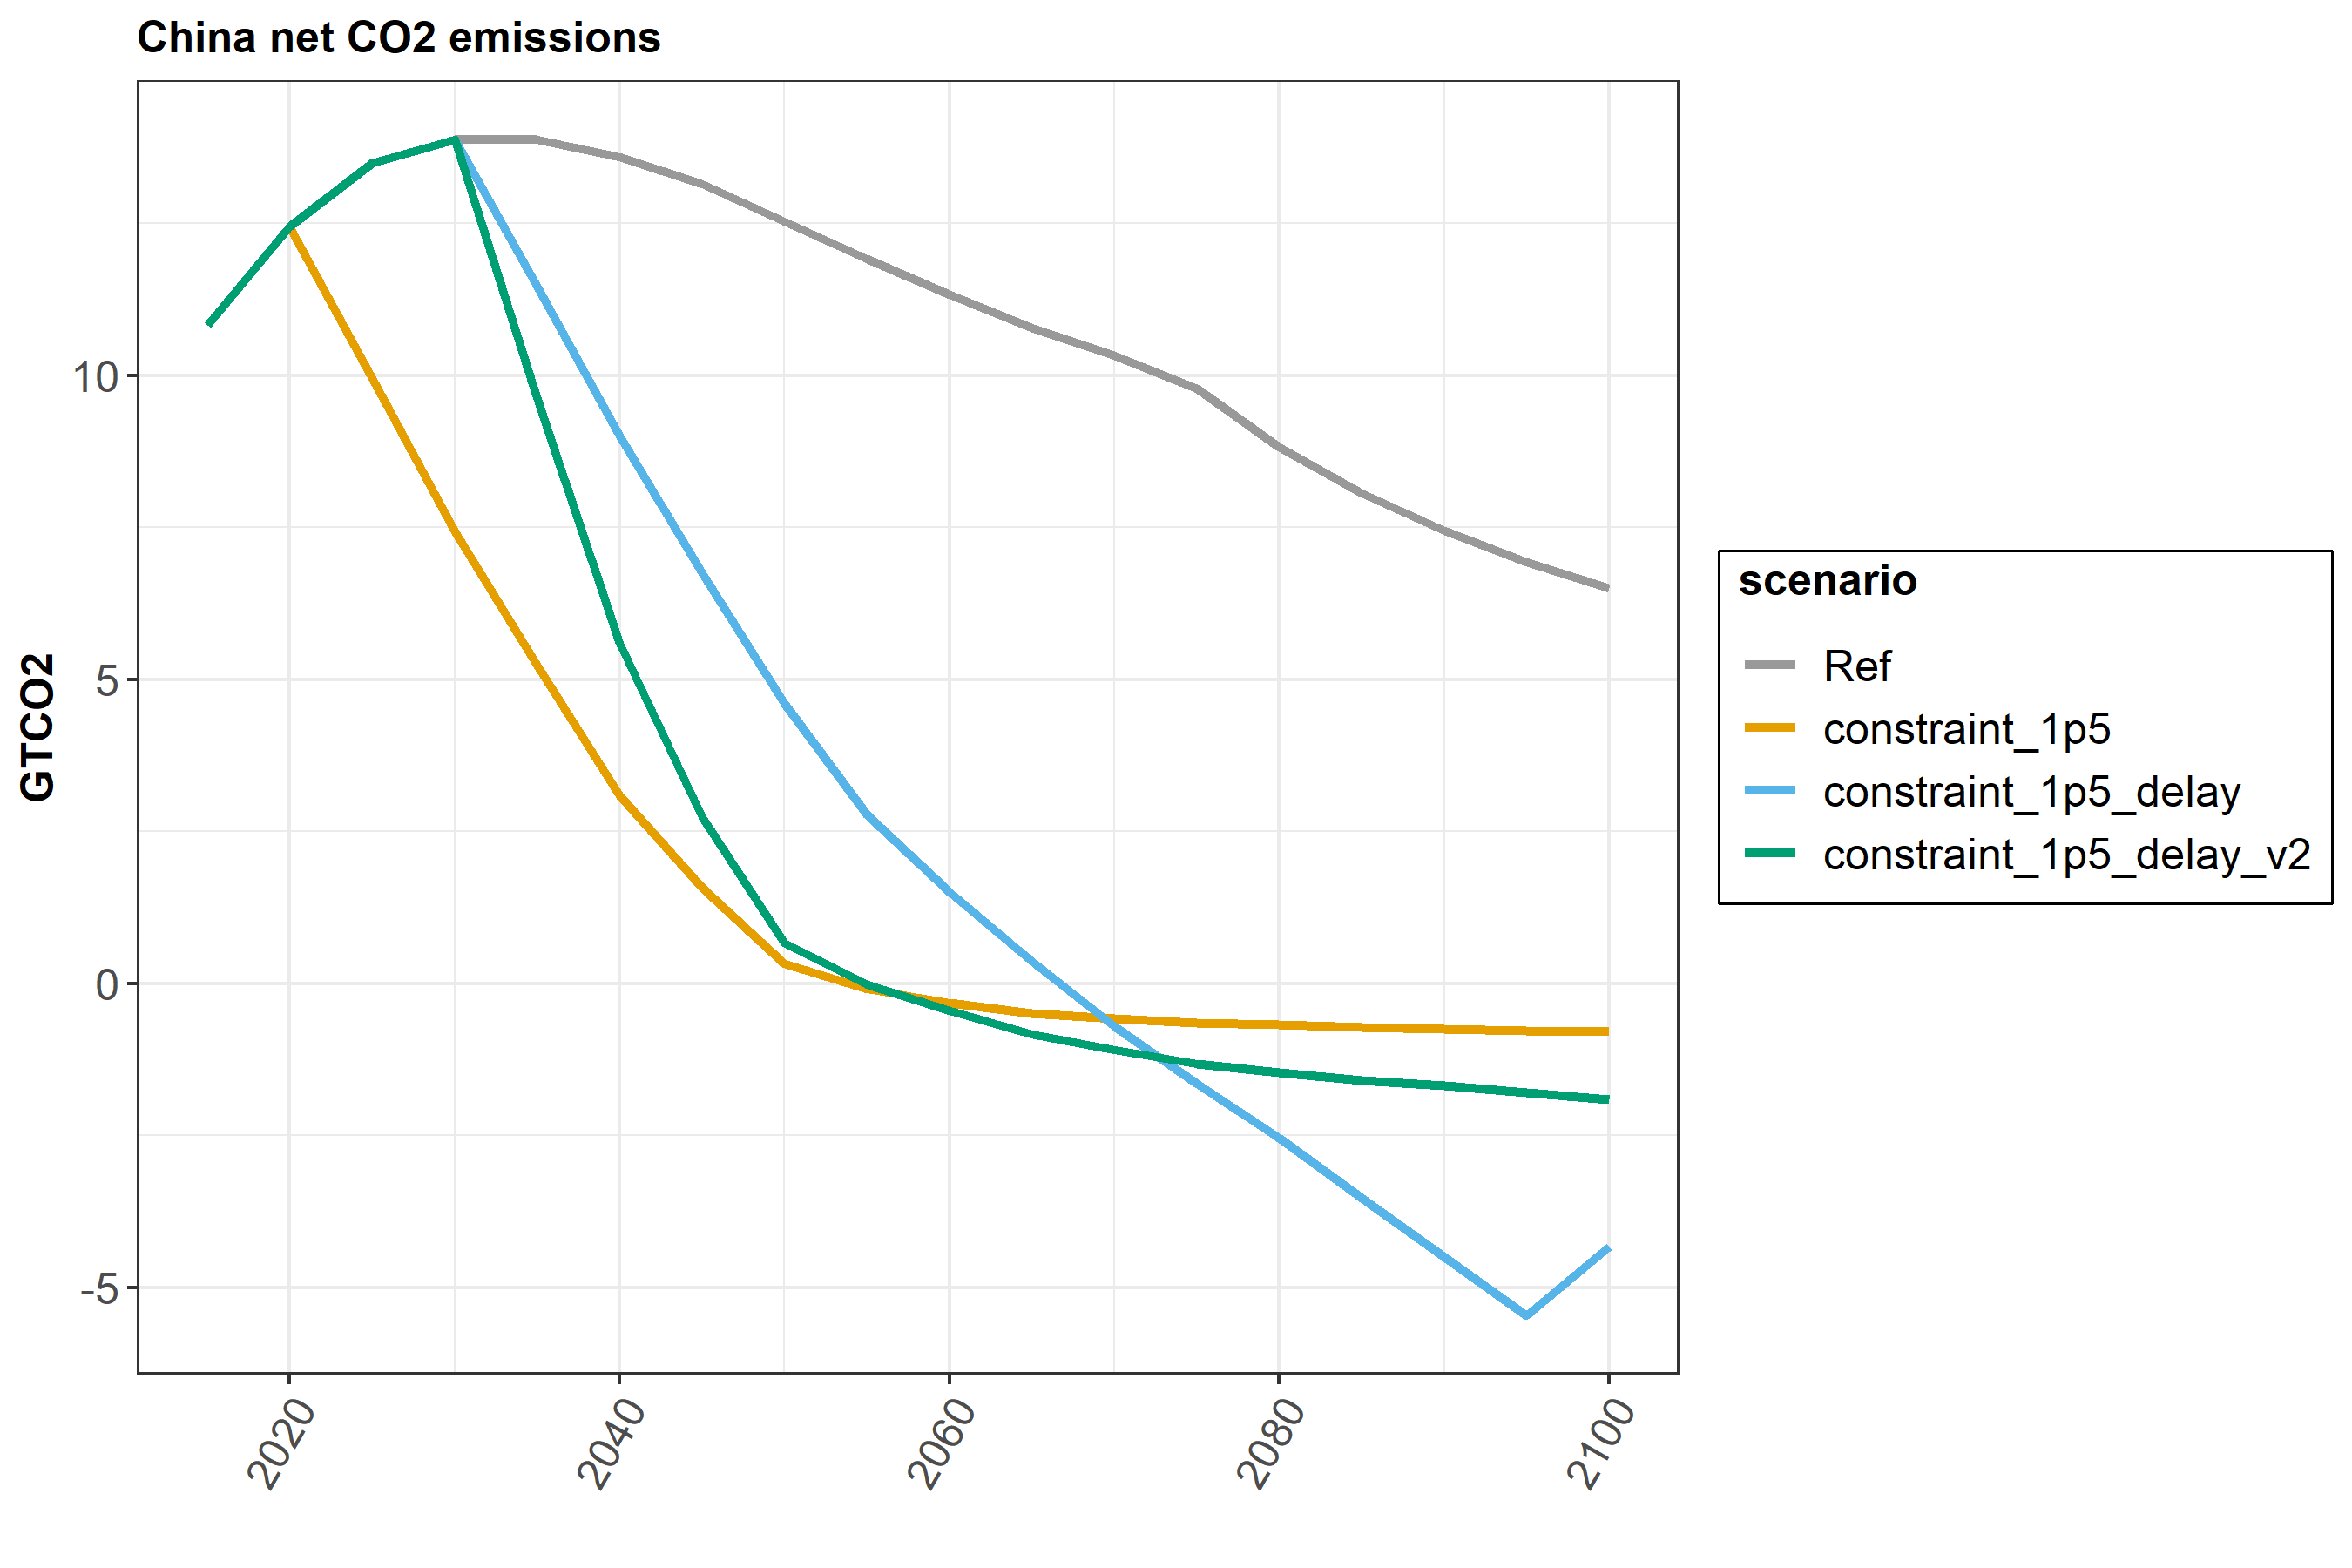 China net CO2 emissions
GTCO2
10
5
0
-5
2020
2040
2060
2080
2100
scenario
Ref
constraint_1p5
constraint_1p5_delay
constraint_1p5_delay_v2